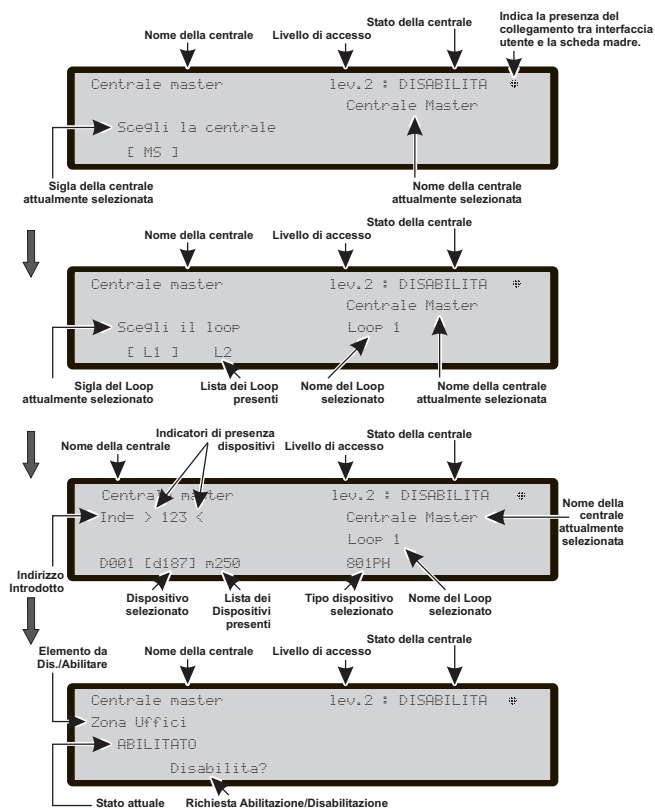 Stato della centrale
Indica la presenza del
collegamento tra interfaccia
utente e la scheda madre.
Nome della centrale
Livello di accesso
Centrale master lev.2 : DISABILITA
Centrale Master
Scegli la centrale
[ MS ]
Sigla della centrale
attualmente selezionata
Nome della centrale
attualmente selezionata
Stato della centrale
Nome della centrale
Livello di accesso
Centrale master lev.2 : DISABILITA
Centrale Master
Scegli il loop Loop 1
[ L1 ] L2
Sigla del Loop
attualmente selezionato
Lista dei Loop
presenti
Nome del Loop
selezionato
Nome della centrale
attualmente selezionata
Indicatori di presenza
dispositivi
Stato della centrale
Nome della centrale
Livello di accesso
Centrale master lev.2 : DISABILITA
Ind= > 123 < Centrale Master
Loop 1
D001 [d187] m250 801PH
Nome della
centrale
attualmente
selezionata
Indirizzo
Introdotto
Dispositivo
selezionato
Lista dei
Dispositivi
presenti
Tipo dispositivo
selezionato
Nome del Loop
selezionato
Stato della centrale
Elemento da
Dis./Abilitare
Nome della centrale
Livello di accesso
Centrale master lev.2 : DISABILITA
Zona Uffici
ABILITATO
Disabilita?
Stato attuale
Richiesta Abilitazione/Disabilitazione